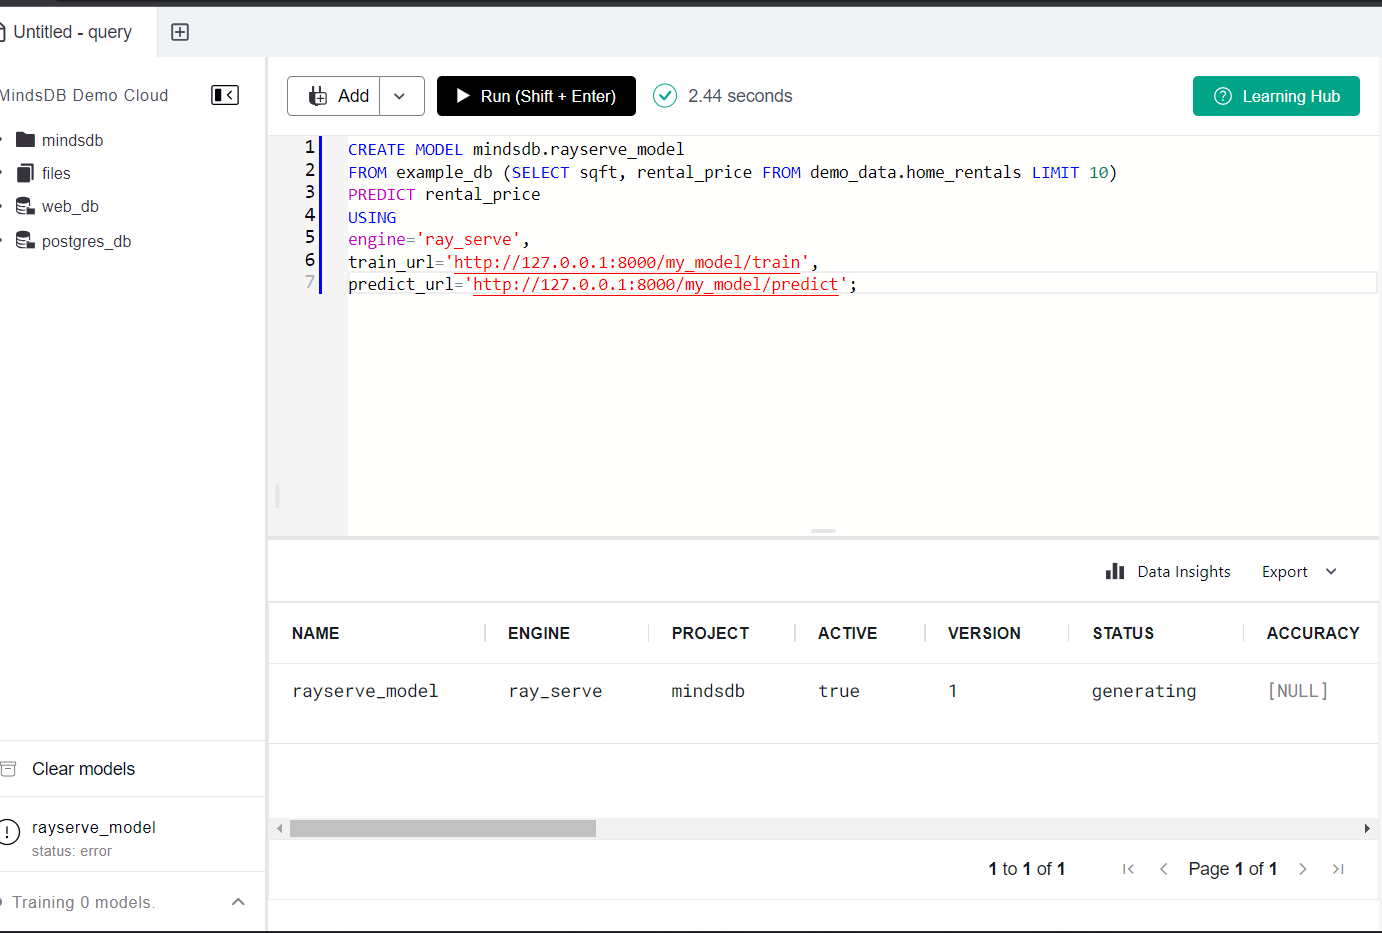 Untitled - query
MindsDB Demo Cloud
mindsdb
files
web_db
postgres_db
Add
Run (Shift + Enter)
2.44 seconds
Learning Hub
1 CREATE MODEL mindsdb.rayserve_model
2 FROM example_db (SELECT sqft, rental_price FROM demo_data.home_rentals LIMIT 10)
3 PREDICT rental_price
4 USING
5 engine='ray_serve',
6 train_url='http://127.0.0.1:8000/my_model/train',
7 predict_url='http://127.0.0.1:8000/my_model/predict';
Data Insights Export
NAME ENGINE PROJECT ACTIVE VERSION STATUS ACCURACY
rayserve_model ray_serve mindsdb true 1 generating [NULL]
1 to 1 of 1 Page 1 of 1
Clear models
rayserve_model
status: error
Training 0 models.